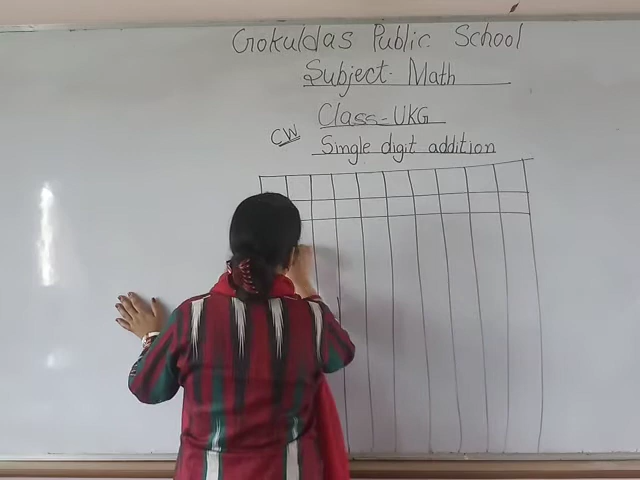 Gokuldas Public School
Subject:- Math
Class-UKG
CW
Single digit addition